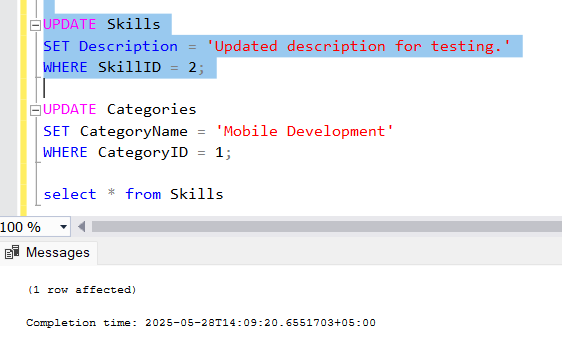 UPDATE Skills
SET Description = 'Updated description for testing.'
WHERE SkillID = 2;
UPDATE Categories
SET CategoryName = 'Mobile Development'
WHERE CategoryID = 1;
select * from Skills
100 %
Messages
(1 row affected)
Completion time: 2025-05-28T14:09:20.6551703+05:00